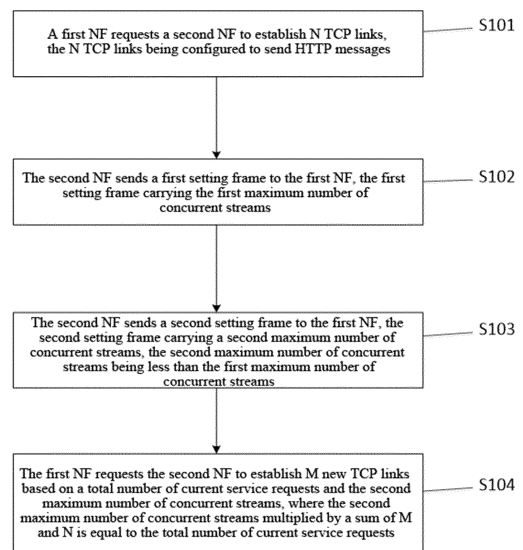 A first NF requests a second NF to establish N TCP links,
the N TCP links being configured to send HTTP messages
S101
The second NF sends a first setting frame to the first NF, the first
setting frame carrying the first maximum number of
concurrent streams
S102
The second NF sends a second setting frame to the first NF, the
second setting frame carrying a second maximum number of
concurrent streams, the second maximum number of concurrent
streams being less than the first maximum number of
concurrent streams
S103
The first NF requests the second NF to establish M new TCP links
based on a total number of current service requests and the second
maximum number of concurrent streams, where the second
maximum number of concurrent streams multiplied by a sum of M
and N is equal to the total number of current service requests
S104